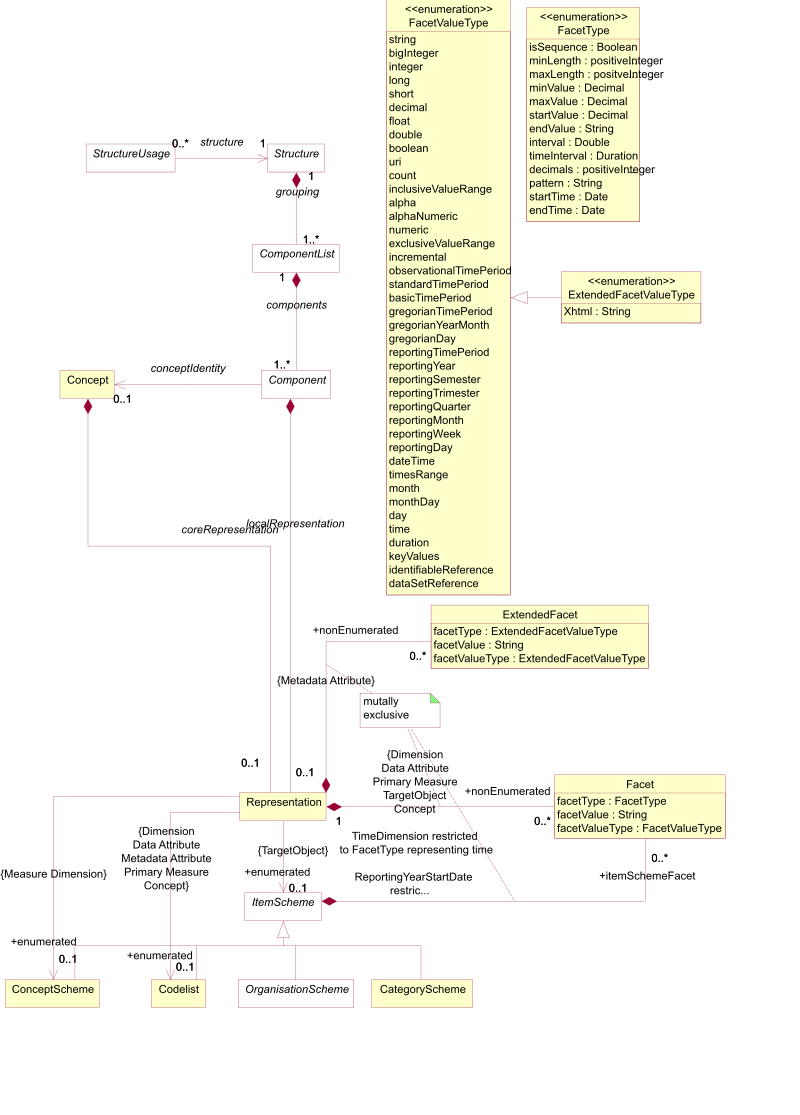 <<enumeration>>
FacetValueType
string
bigInteger
integer
long
short
decimal
float
double
boolean
uri
count
inclusiveValueRange
alpha
alphaNumeric
numeric
exclusiveValueRange
incremental
observationalTimePeriod
standardTimePeriod
basicTimePeriod
gregorianTimePeriod
gregorianYearMonth
gregorianDay
reportingTimePeriod
reportingYear
reportingSemester
reportingTrimester
reportingQuarter
reportingMonth
reportingWeek
reportingDay
dateTime
timesRange
month
monthDay
day
time
duration
keyValues
identifiableReference
dataSetReference
<<enumeration>>
FacetType
isSequence : Boolean
minLength : positiveInteger
maxLength : positveInteger
minValue : Decimal
maxValue : Decimal
startValue : Decimal
endValue : String
interval : Double
timeInterval : Duration
decimals : positiveInteger
pattern : String
startTime : Date
endTime : Date
<<enumeration>>
ExtendedFacetValueType
Xhtml : String
StructureUsage
0..*
structure
1
Structure
1
grouping
1..*
ComponentList
1
components
1..*
Concept
conceptIdentity
Component
0..1
localRepresentation
coreRepresentation
ExtendedFacet
facetType : ExtendedFacetValueType
facetValue : String
facetValueType : ExtendedFacetValueType
+nonEnumerated
0..*
{Metadata Attribute}
mutally
exclusive
0..1
0..1
{Dimension
Data Attribute
Primary Measure
TargetObject
Concept
+nonEnumerated
Facet
facetType : FacetType
facetValue : String
facetValueType : FacetValueType
Representation
1
0..*
{Dimension
Data Attribute
Metadata Attribute
Primary Measure
Concept}
TimeDimension restricted
to FacetType representing time
{TargetObject}
0..*
{Measure Dimension}
+enumerated
ReportingYearStartDate
restric...
+itemSchemeFacet
0..1
ItemScheme
+enumerated
0..1
+enumerated
0..1
ConceptScheme
Codelist
OrganisationScheme
CategoryScheme